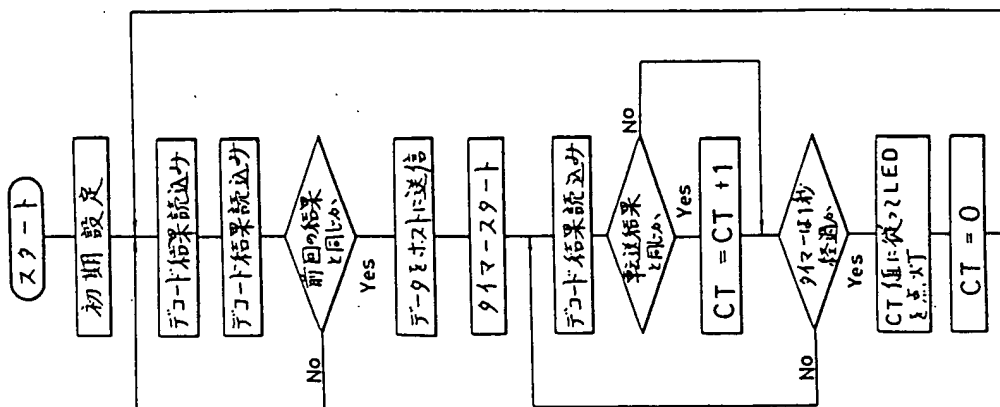 スタート
初期設定
デコード結果読込み
デコード結果読込み
前回の結果
と同じか
No
Yes
データをホストに送信
タイマースタート
デコード結果読込み
転送結果
と同じか
No
Yes
CT = CT + 1
タイマーは1秒
経過か
No
Yes
CT値に従ってLED
を点灯
CT = 0